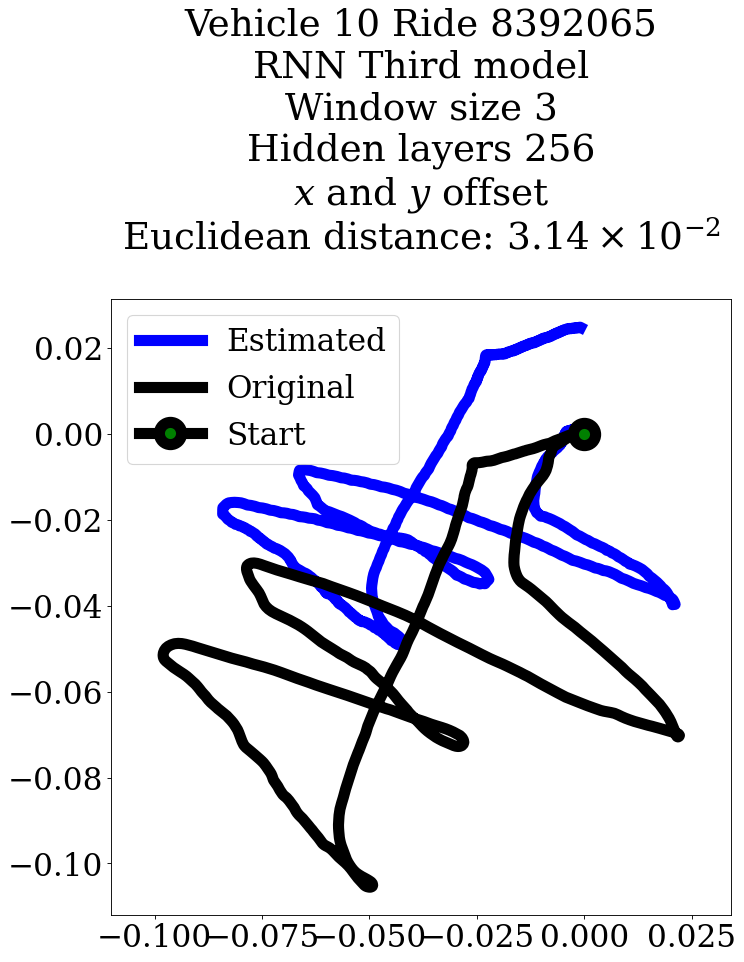 Vehicle 10 Ride 8392065
RNN Third model
Window size 3
Hidden layers 256
x and y offset
Euclidean distance: 3.14 × 10⁻²
Estimated
Original
Start
0.02
0.00
−0.02
−0.04
−0.06
−0.08
−0.10
−0.100 −0.075 −0.050 −0.025 0.000 0.025